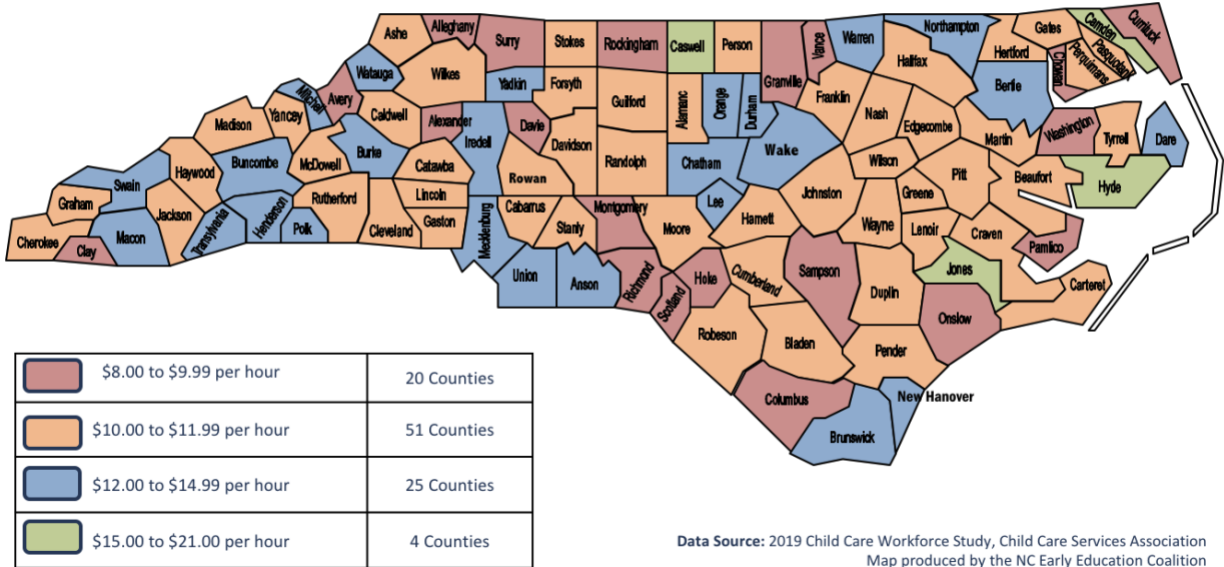 Ashe
Alleghany
Surry
Stokes
Rockingham
Caswell
Person
Granville
Vance
Warren
Northampton
Gates
Camden
Currituck
Pasquotank
Perquimans
Chowan
Hertford
Halifax
Bertie
Watauga
Wilkes
Yadkin
Forsyth
Guilford
Alamanc
Orange
Durham
Franklin
Nash
Edgecombe
Martin
Washington
Tyrrell
Dare
Mitchell
Avery
Caldwell
Alexander
Iredell
Davie
Davidson
Randolph
Chatham
Wake
Wilson
Pitt
Beaufort
Hyde
Madison
Yancey
Burke
Catawba
Rowan
Johnston
Greene
Haywood
Buncombe
McDowell
Lincoln
Swain
Rutherford
Graham
Jackson
Transylvania
Henderson
Polk
Cleveland
Gaston
Mecklenburg
Cabarrus
Stanly
Montgomery
Moore
Lee
Harnett
Wayne
Lenoir
Craven
Pamlico
Cherokee
Clay
Macon
Union
Anson
Richmond
Scotland
Hoke
Cumberland
Sampson
Duplin
Jones
Carteret
Onslow
Robeson
Bladen
Pender
Columbus
New Hanover
Brunswick
$8.00 to $9.99 per hour 20 Counties
$10.00 to $11.99 per hour 51 Counties
$12.00 to $14.99 per hour 25 Counties
$15.00 to $21.00 per hour 4 Counties
Data Source: 2019 Child Care Workforce Study, Child Care Services Association
Map produced by the NC Early Education Coalition